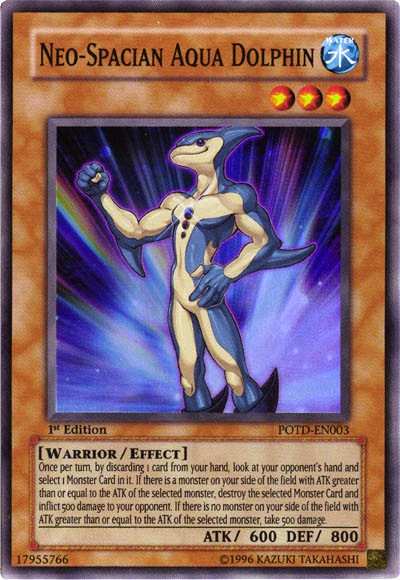 NEO-SPACIAN AQUA DOLPHIN
WATER
水
1st Edition
POTD-EN003
[WARRIOR / EFFECT]
Once per turn, by discarding 1 card from your hand, look at your opponent's hand and
select 1 Monster Card in it. If there is a monster on your side of the field with ATK greater
than or equal to the ATK of the selected monster, destroy the selected Monster Card and
inflict 500 damage to your opponent. If there is no monster on your side of the field with
ATK greater than or equal to the ATK of the selected monster, take 500 damage.
ATK/ 600 DEF/ 800
17955766
©1996 KAZUKI TAKAHASHI